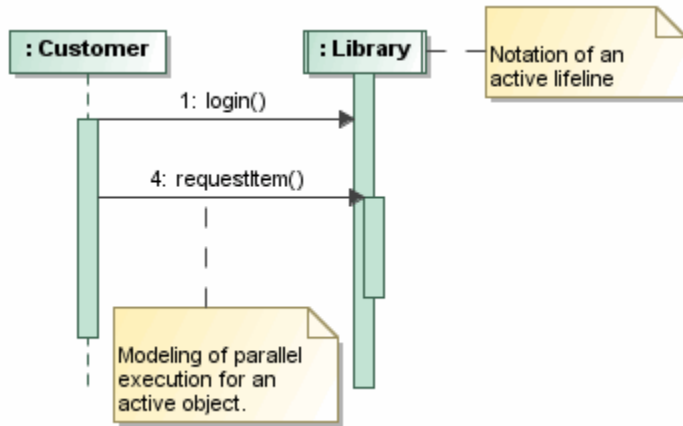 : Customer
: Library
Notation of an
active lifeline
1: login()
4: requestItem()
Modeling of parallel
execution for an
active object.